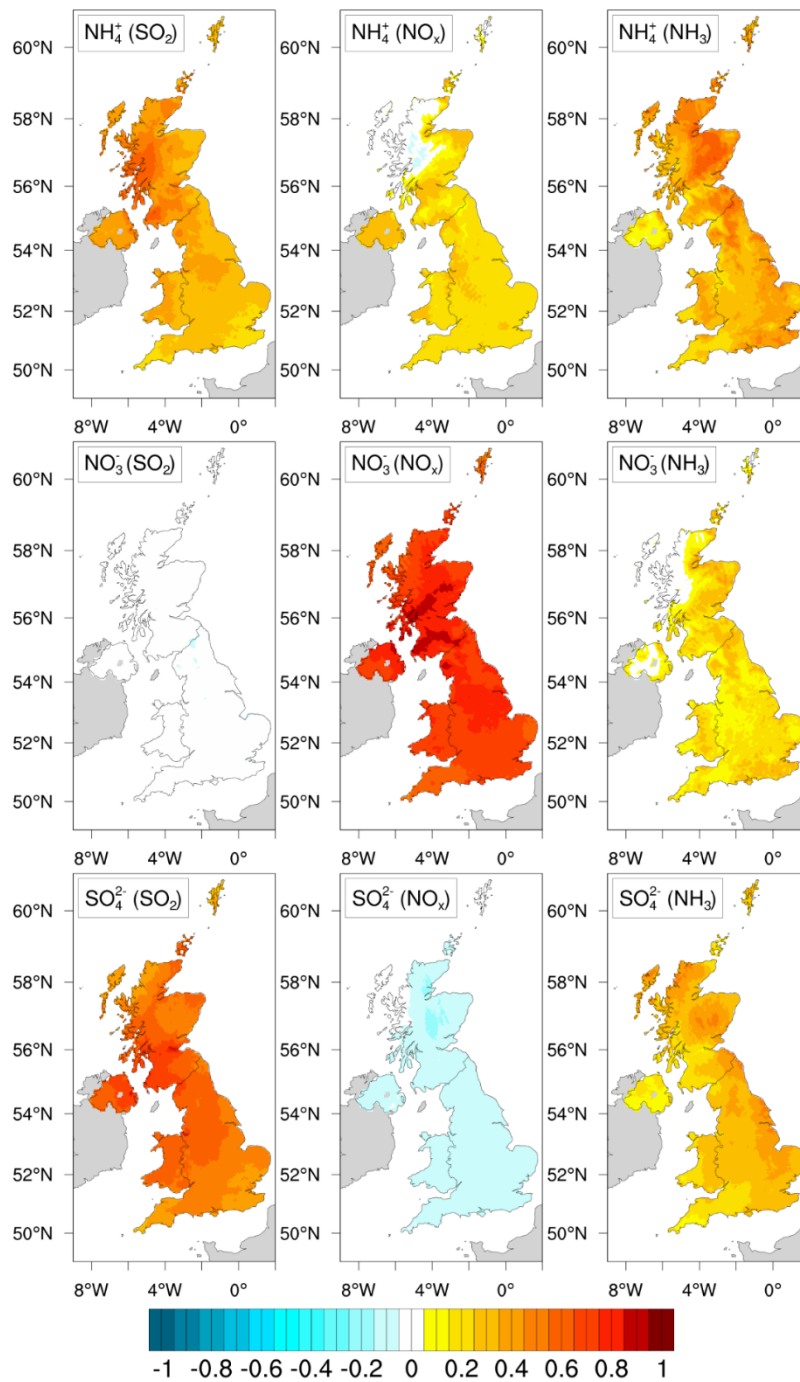 NH₄⁺ (SO₂) NH₄⁺ (NOₓ) NH₄⁺ (NH₃)
60°N 60°N 60°N
58°N 58°N 58°N
56°N 56°N 56°N
54°N 54°N 54°N
52°N 52°N 52°N
50°N 50°N 50°N
8°W 4°W 0° 8°W 4°W 0° 8°W 4°W 0°
NO₃⁻ (SO₂) NO₃⁻ (NOₓ) NO₃⁻ (NH₃)
60°N 60°N 60°N
58°N 58°N 58°N
56°N 56°N 56°N
54°N 54°N 54°N
52°N 52°N 52°N
50°N 50°N 50°N
8°W 4°W 0° 8°W 4°W 0° 8°W 4°W 0°
SO₄²⁻ (SO₂) SO₄²⁻ (NOₓ) SO₄²⁻ (NH₃)
60°N 60°N 60°N
58°N 58°N 58°N
56°N 56°N 56°N
54°N 54°N 54°N
52°N 52°N 52°N
50°N 50°N 50°N
8°W 4°W 0° 8°W 4°W 0° 8°W 4°W 0°
-1 -0.8 -0.6 -0.4 -0.2 0 0.2 0.4 0.6 0.8 1